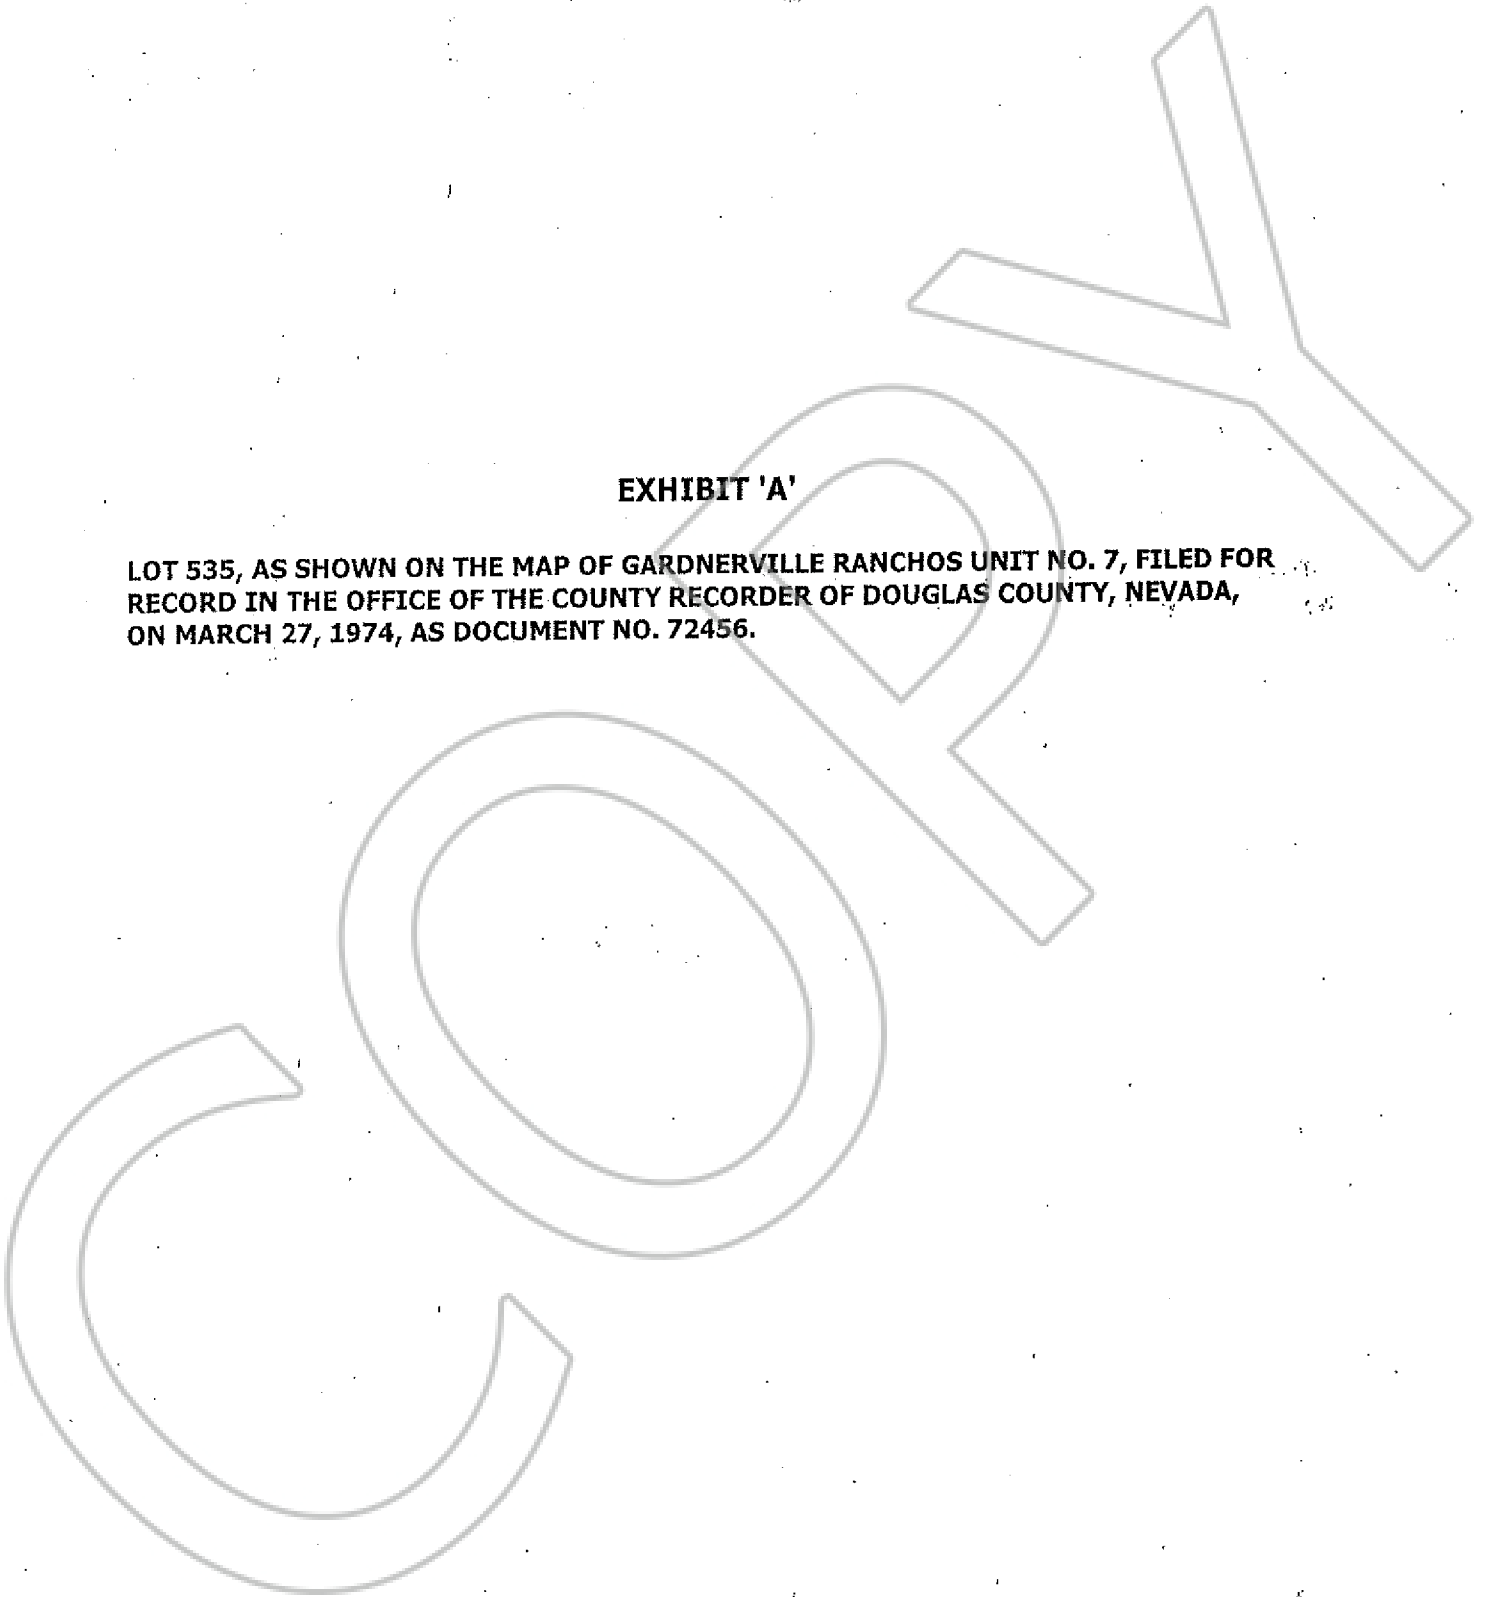 EXHIBIT 'A'
LOT 535, AS SHOWN ON THE MAP OF GARDNERVILLE RANCHOS UNIT NO. 7, FILED FOR
RECORD IN THE OFFICE OF THE COUNTY RECORDER OF DOUGLAS COUNTY, NEVADA,
ON MARCH 27, 1974, AS DOCUMENT NO. 72456.
COPY